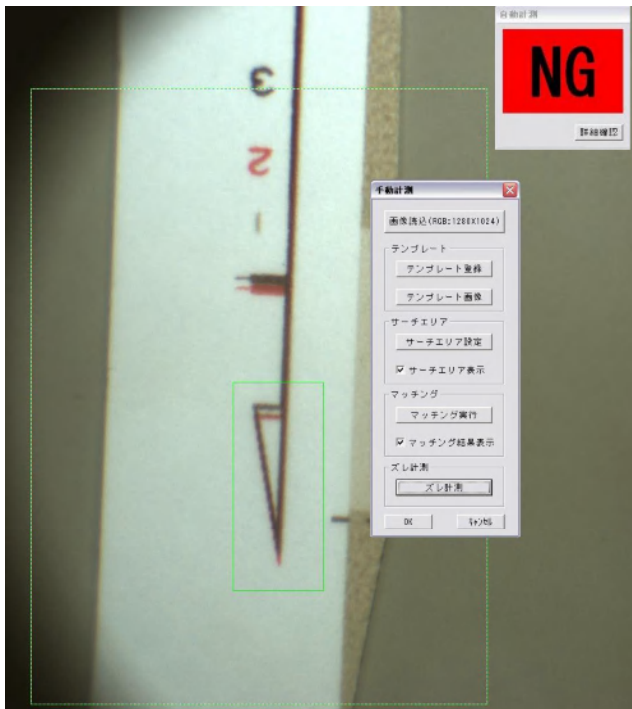 自動計測
NG
詳細確認
3
2
1
手動計測
画像読込(RGB:1280X1024)
テンプレート
テンプレート登録
テンプレート画像
サーチエリア
サーチエリア設定
サーチエリア表示
マッチング
マッチング実行
マッチング結果表示
ズレ計測
ズレ計測
OK
キャンセル